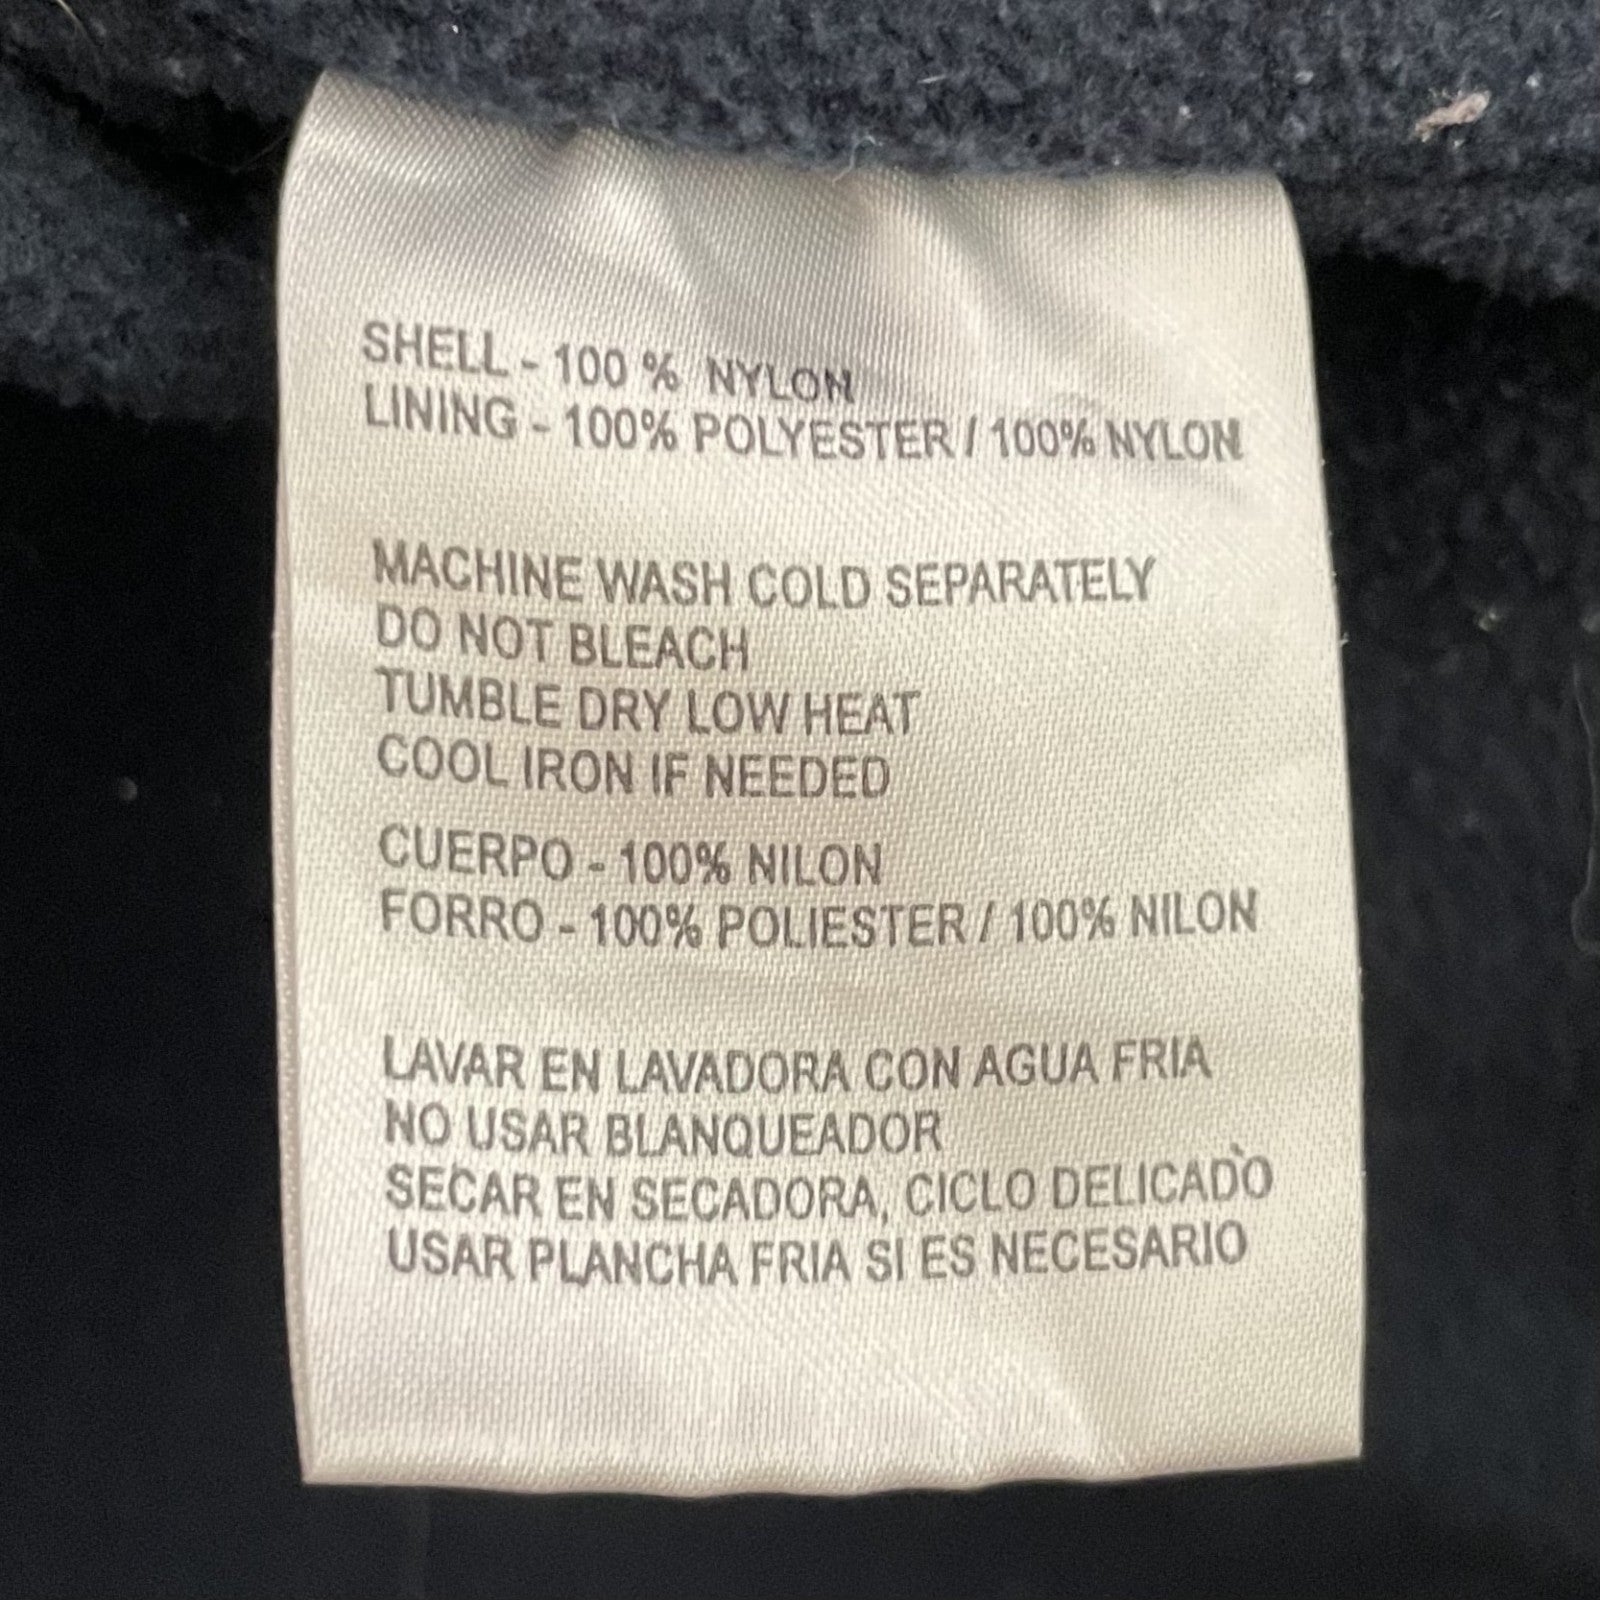 SHELL - 100 % NYLON
LINING - 100% POLYESTER / 100% NYLON
MACHINE WASH COLD SEPARATELY
DO NOT BLEACH
TUMBLE DRY LOW HEAT
COOL IRON IF NEEDED
CUERPO - 100% NILON
FORRO - 100% POLIESTER / 100% NILON
LAVAR EN LAVADORA CON AGUA FRIA
NO USAR BLANQUEADOR
SECAR EN SECADORA, CICLO DELICADO
USAR PLANCHA FRIA SI ES NECESARIO